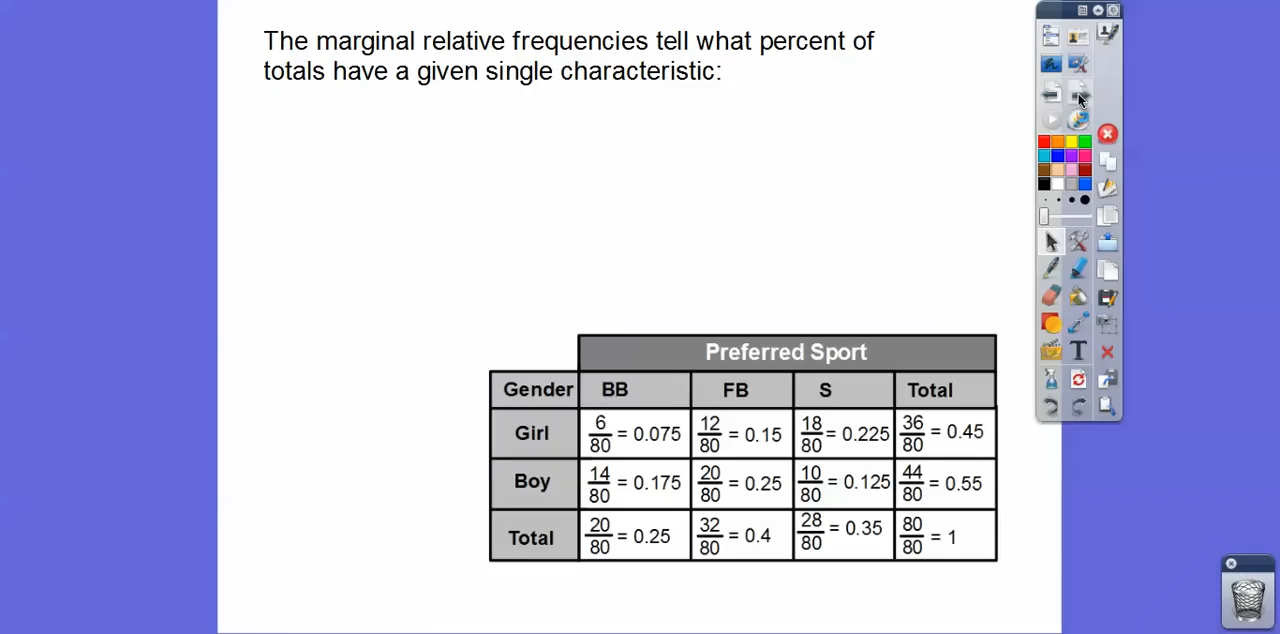 The marginal relative frequencies tell what percent of
totals have a given single characteristic:
Preferred Sport
Gender BB FB S Total
Girl 6/80 = 0.075 12/80 = 0.15 18/80 = 0.225 36/80 = 0.45
Boy 14/80 = 0.175 20/80 = 0.25 10/80 = 0.125 44/80 = 0.55
Total 20/80 = 0.25 32/80 = 0.4 28/80 = 0.35 80/80 = 1